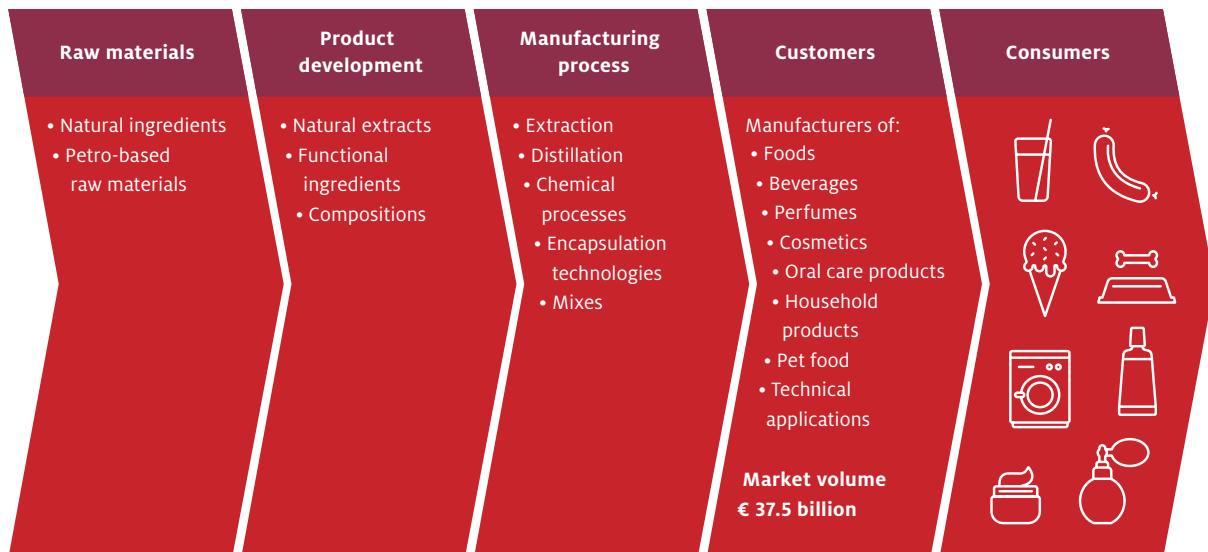 Raw materials
• Natural ingredients
• Petro-based
raw materials
Product
development
• Natural extracts
• Functional
ingredients
• Compositions
Manufacturing
process
• Extraction
• Distillation
• Chemical
processes
• Encapsulation
technologies
• Mixes
Customers
Manufacturers of:
• Foods
• Beverages
• Perfumes
• Cosmetics
• Oral care products
• Household
products
• Pet food
• Technical
applications
Market volume
€ 37.5 billion
Consumers